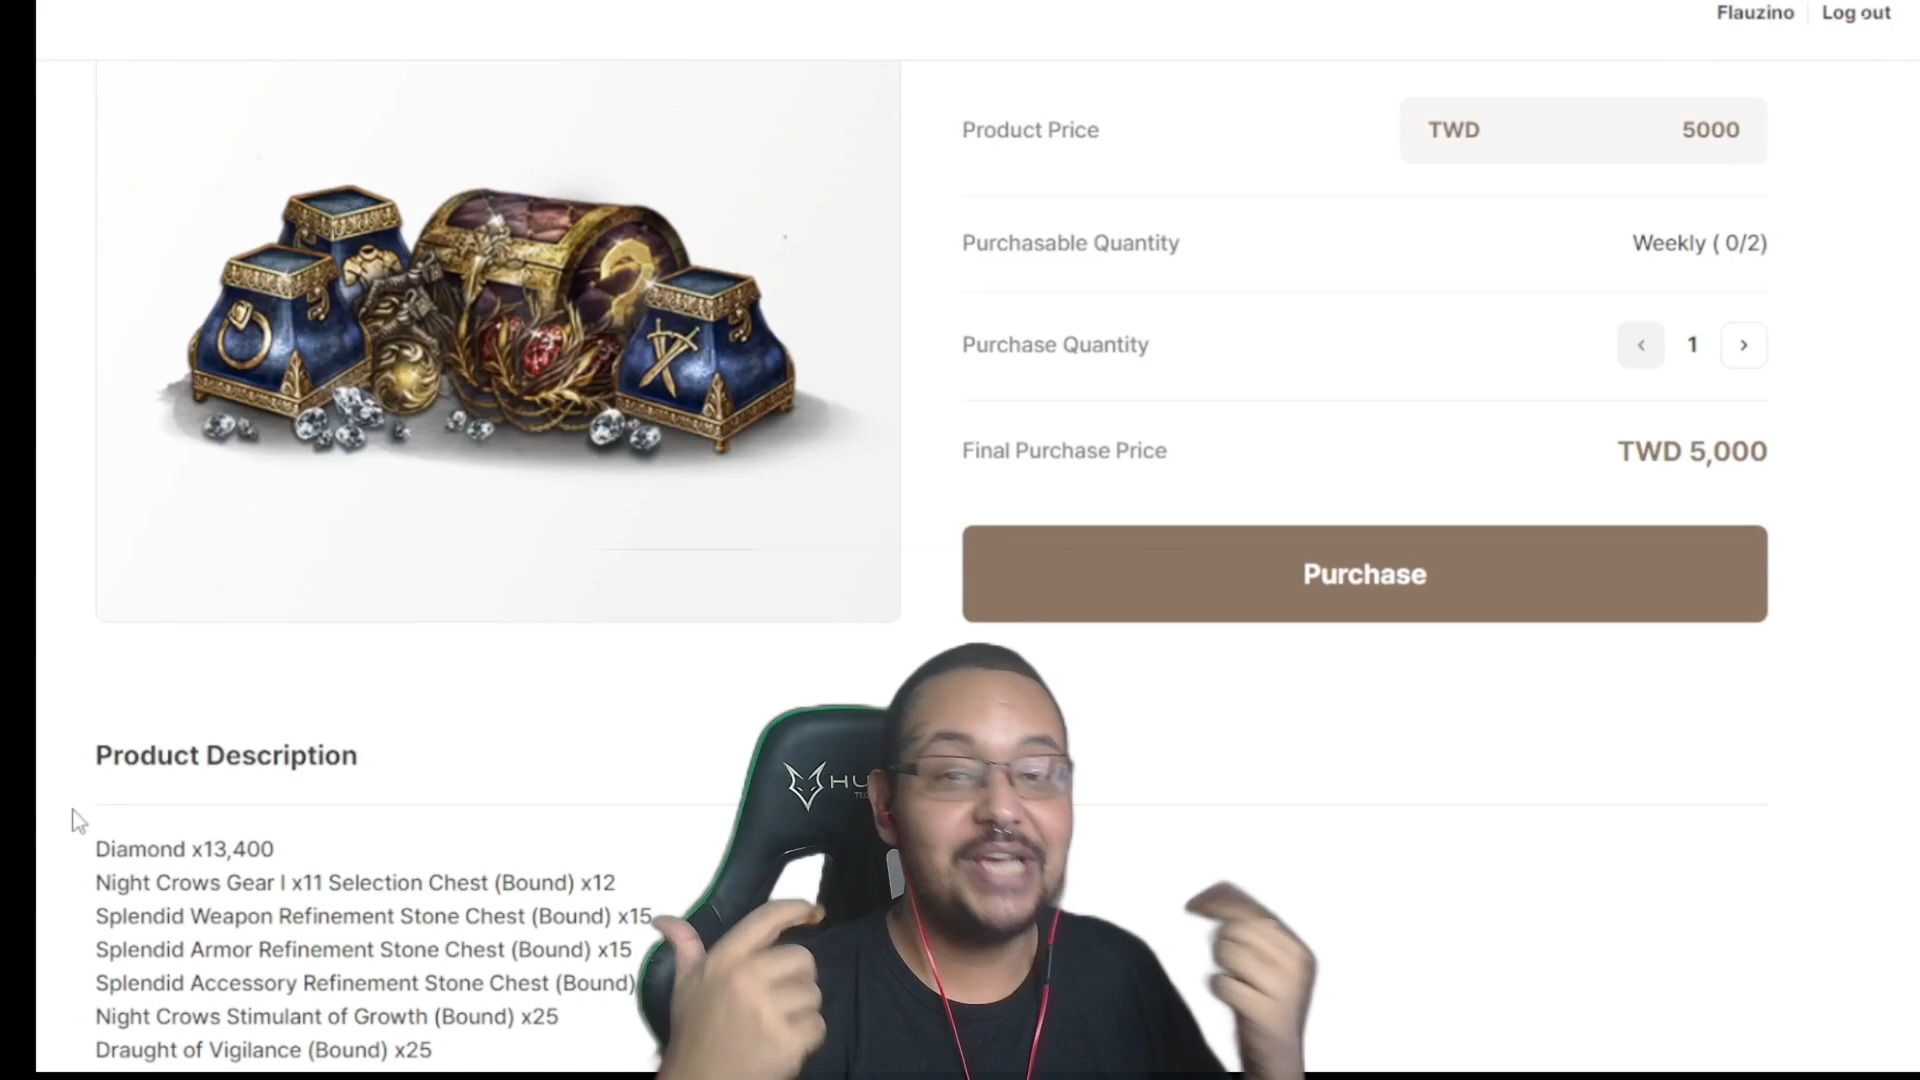 Flauzino Log out
Product Price TWD 5000
Purchasable Quantity Weekly ( 0/2)
Purchase Quantity < 1 >
Final Purchase Price TWD 5,000
Purchase
Product Description
HU
Diamond x13,400
Night Crows Gear I x11 Selection Chest (Bound) x12
Splendid Weapon Refinement Stone Chest (Bound) x15
Splendid Armor Refinement Stone Chest (Bound) x15
Splendid Accessory Refinement Stone Chest (Bound)
Night Crows Stimulant of Growth (Bound) x25
Draught of Vigilance (Bound) x25